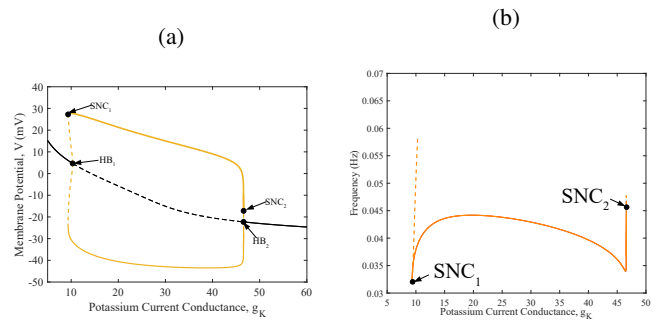 (a)
(b)
Membrane Potential, V (mV)
40
30
20
10
0
-10
-20
-30
-40
-50
SNC1
HB1
SNC2
HB2
10
20
30
40
50
60
Potassium Current Conductance, gK
Frequency (Hz)
0.07
0.065
0.06
0.055
0.05
0.045
0.04
0.035
0.03
SNC1
SNC2
5
10
15
20
25
30
35
40
45
50
Potassium Current Conductance, gK